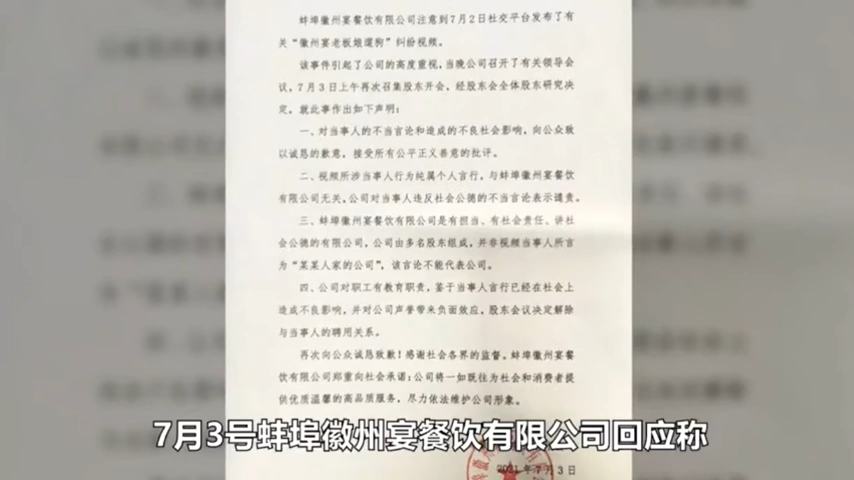 蚌埠徽州宴餐饮有限公司注意到7月2日社交平台发布了有
关“徽州宴老板娘遛狗”纠纷视频。
该事件引起了公司的高度重视，当晚公司召开了有关领导会
议，7月3日上午再次召集股东开会，经股东会全体股东研究决
定，就此事作出如下声明：
一、对当事人的不当言论和造成的不良社会影响，向公众致
以诚恳的歉意，接受所有公平正义善意的批评。
二、视频所涉当事人行为纯属个人言行，与蚌埠徽州宴餐饮
有限公司无关。公司对当事人违反社会公德的不当言论表示谴责。
三、蚌埠徽州宴餐饮有限公司是有担当、有社会责任、讲社
会公德的有限公司，公司由多名股东组成，并非视频当事人所言
为“某某人家的公司”，该言论不能代表公司。
四、公司对职工有教育职责，鉴于当事人言行已经在社会上
造成不良影响，并对公司声誉带来负面效应，股东会议决定解除
与当事人的聘用关系。
再次向公众诚恳致歉！感谢社会各界的监督。蚌埠徽州宴餐
饮有限公司郑重向社会承诺：公司将一如既往为社会和消费者提
供优质温馨的高品质服务，尽力依法维护公司形象。
7月3号蚌埠徽州宴餐饮有限公司回应称
2021年7月3日